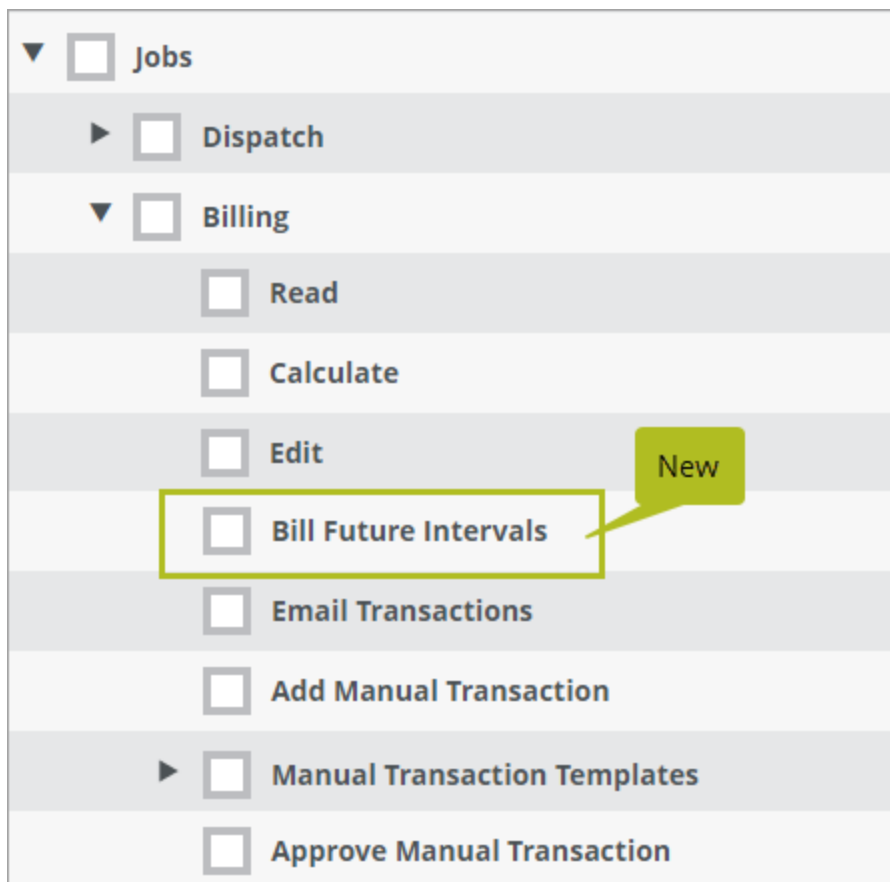 Jobs
Dispatch
Billing
Read
Calculate
Edit
New
Bill Future Intervals
Email Transactions
Add Manual Transaction
Manual Transaction Templates
Approve Manual Transaction